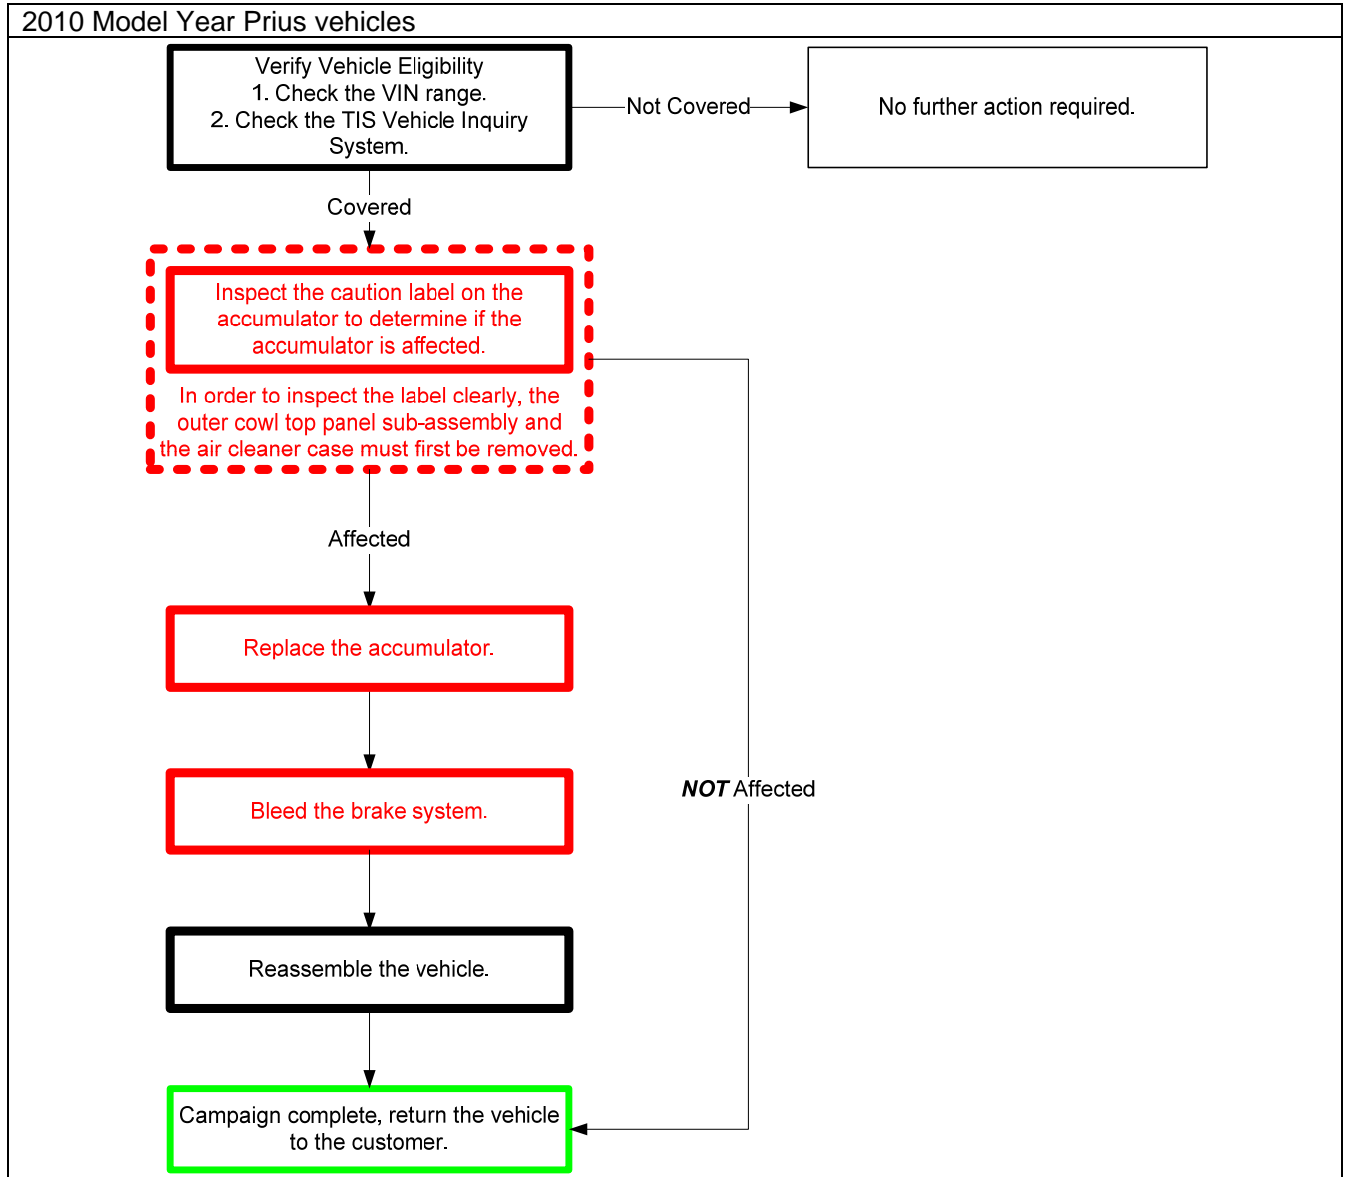 2010 Model Year Prius vehicles
Verify Vehicle Eligibility
1. Check the VIN range.
2. Check the TIS Vehicle Inquiry
System.
Not Covered
No further action required.
Covered
Inspect the caution label on the
accumulator to determine if the
accumulator is affected.
In order to inspect the label clearly, the
outer cowl top panel sub-assembly and
the air cleaner case must first be removed.
Affected
Replace the accumulator.
NOT Affected
Bleed the brake system.
Reassemble the vehicle.
Campaign complete, return the vehicle
to the customer.